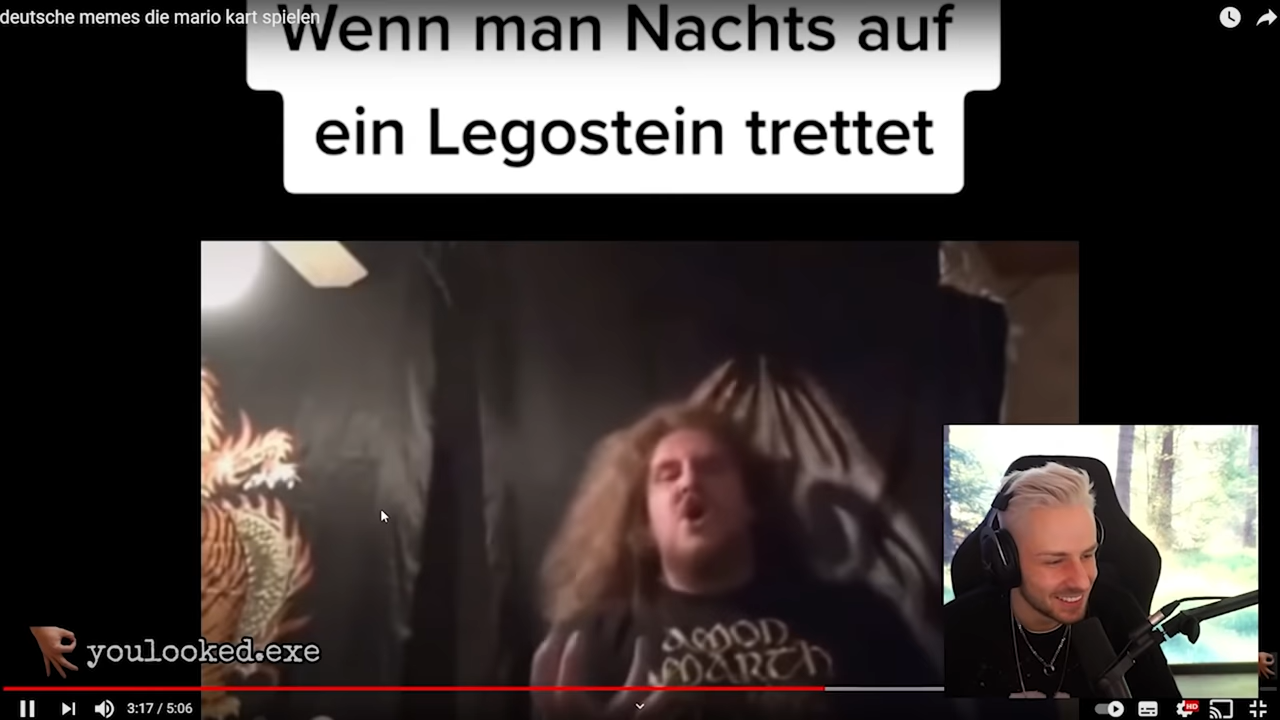 deutsche memes die mario kart spielen
Wenn man Nachts auf
ein Legostein trettet
AMON
AMARTH
youlooked.exe
3:17 / 5:06
HD